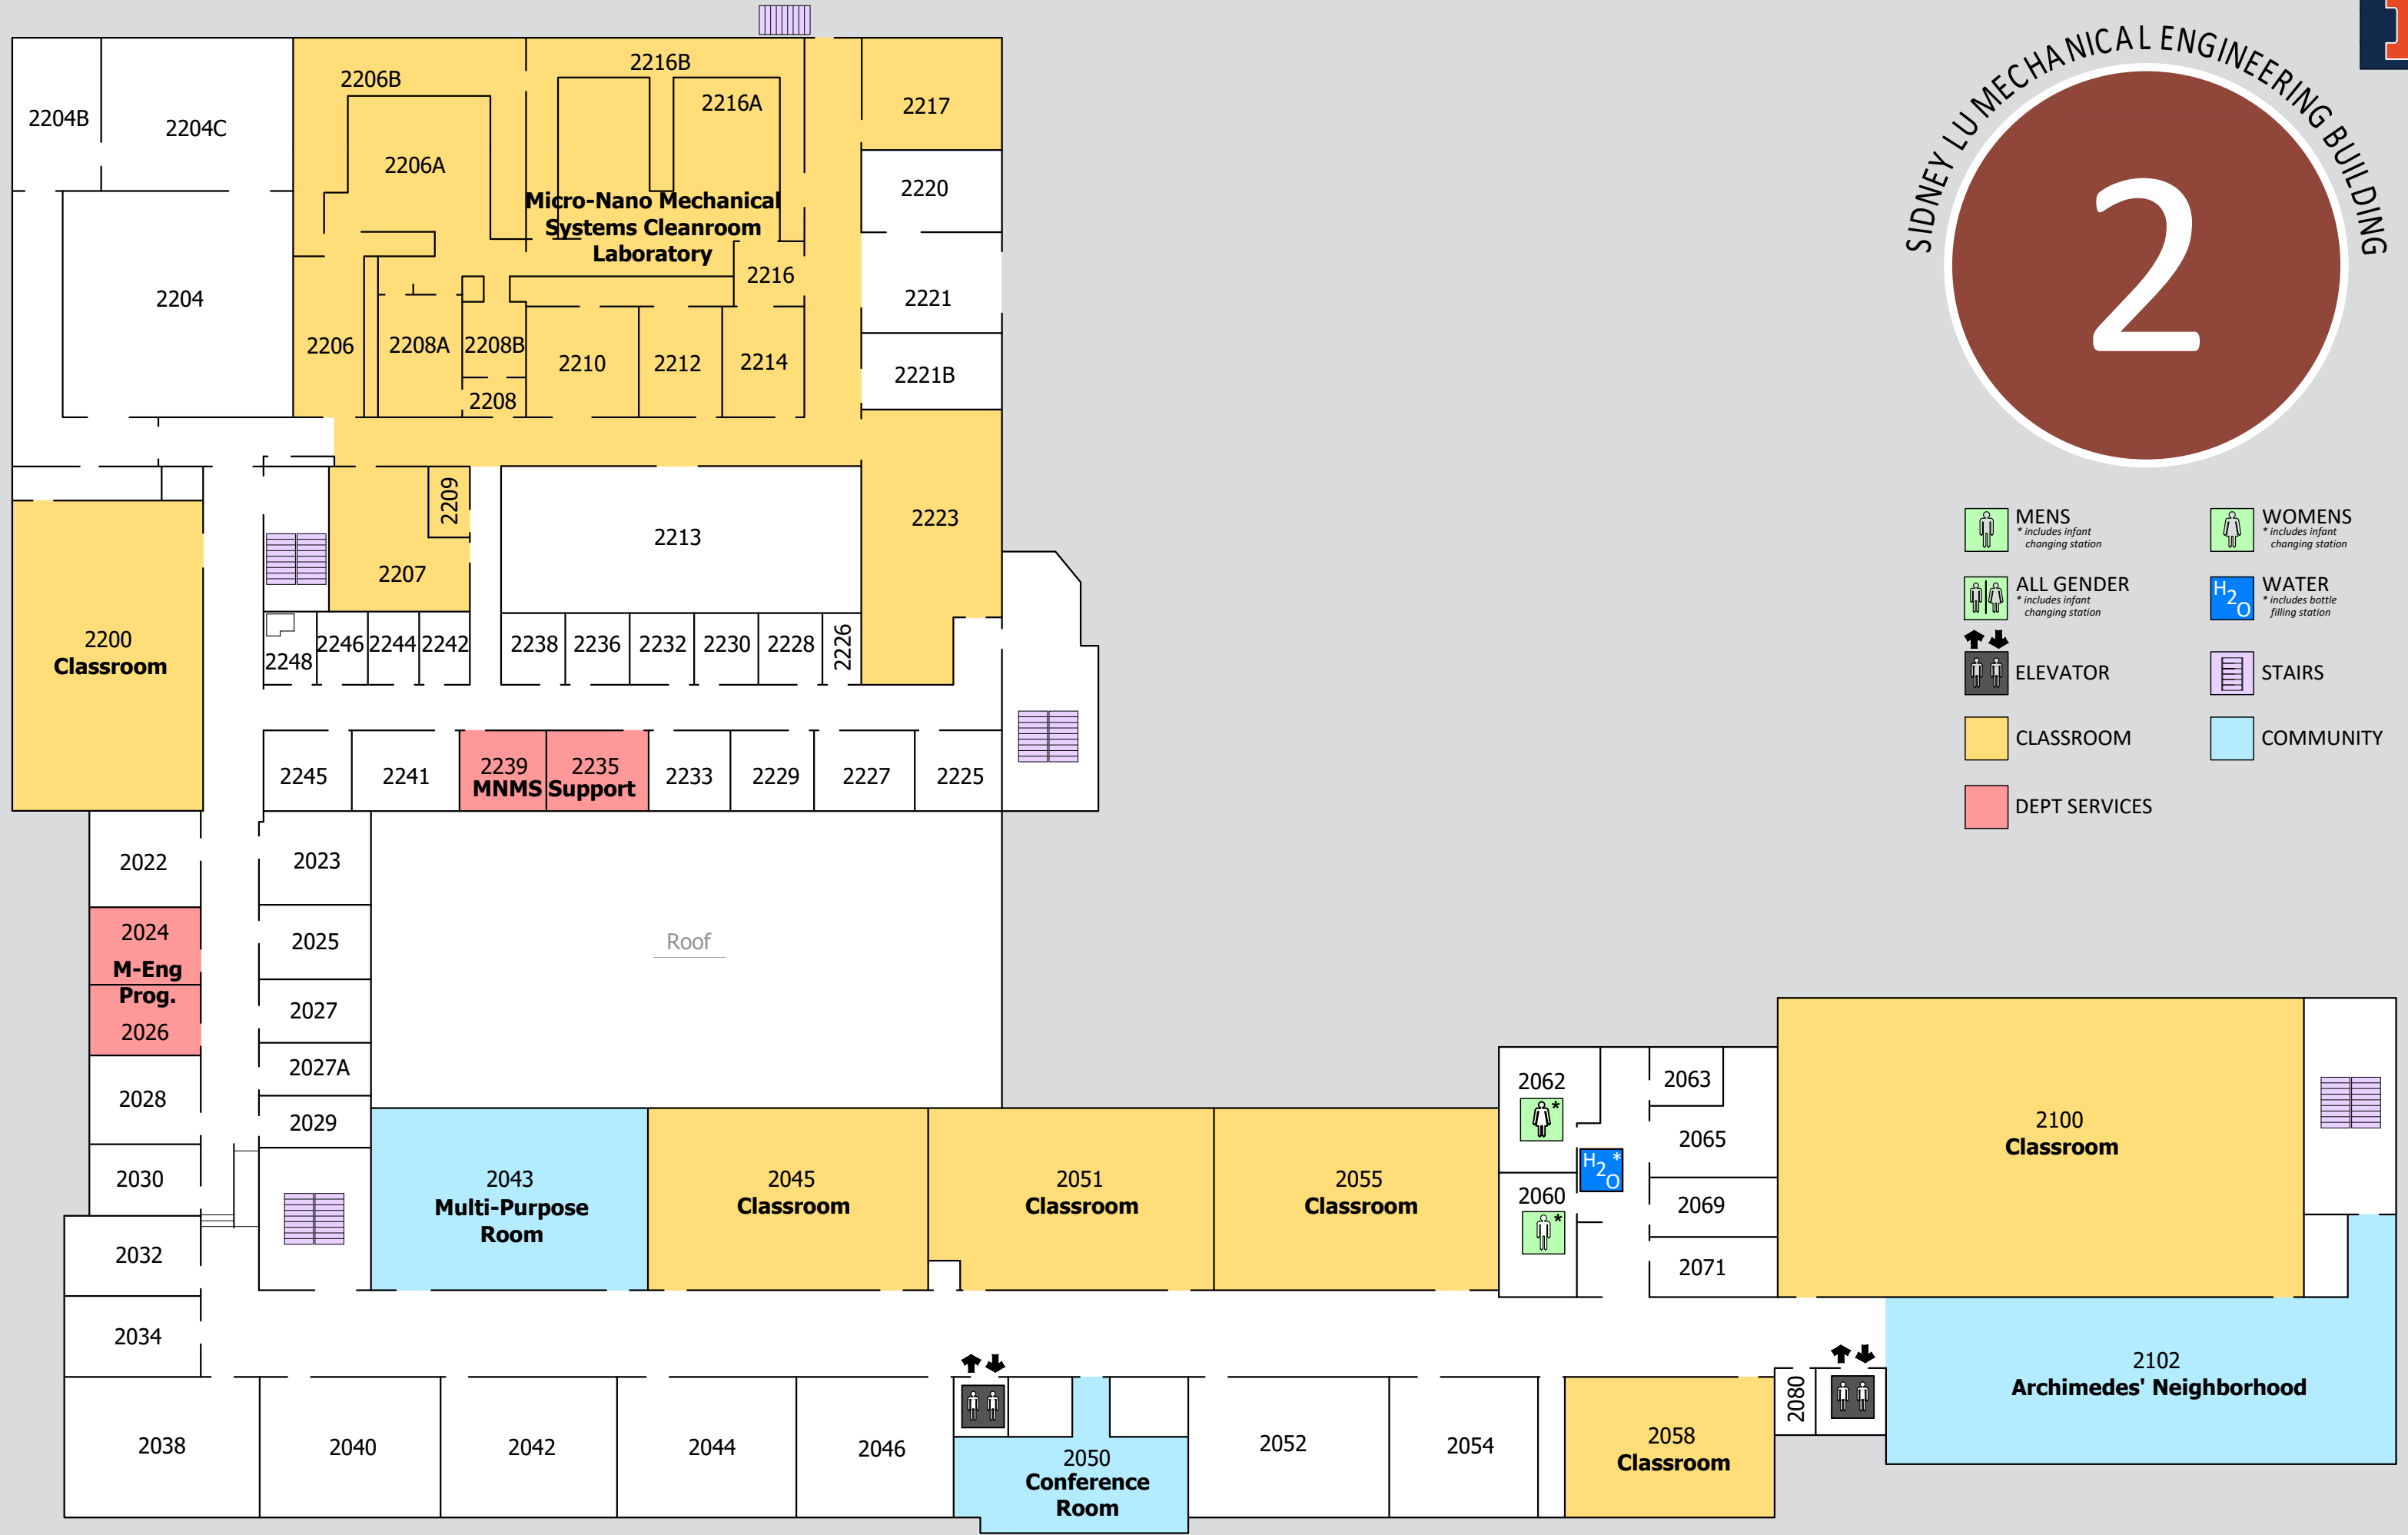 SIDNEY LU MECHANICAL ENGINEERING BUILDING
2
2204B
2204C
2206B
2216B
2216A
2217
2206A
2220
Micro-Nano Mechanical
Systems Cleanroom
Laboratory
2204
2216
2221
2206
2208A
2208B
2210
2212
2214
2221B
2208
2209
2213
2223
2207
2200
Classroom
2248
2246
2244
2242
2238
2236
2232
2230
2228
2226
2245
2241
2239
2235
MNMS Support
2233
2229
2227
2225
MENS
* includes infant
changing station
WOMENS
* includes infant
changing station
ALL GENDER
* includes infant
changing station
H2O
WATER
* includes bottle
filling station
ELEVATOR
STAIRS
CLASSROOM
COMMUNITY
DEPT SERVICES
2022
2023
2024
M-Eng
Prog.
2026
2025
Roof
2027
2027A
2028
2029
2030
2032
2034
2043
Multi-Purpose
Room
2045
Classroom
2051
Classroom
2055
Classroom
2062
*
2060
*
H2O*
2063
2065
2069
2071
2100
Classroom
2102
Archimedes' Neighborhood
2038
2040
2042
2044
2046
2050
Conference
Room
2052
2054
2058
Classroom
2080